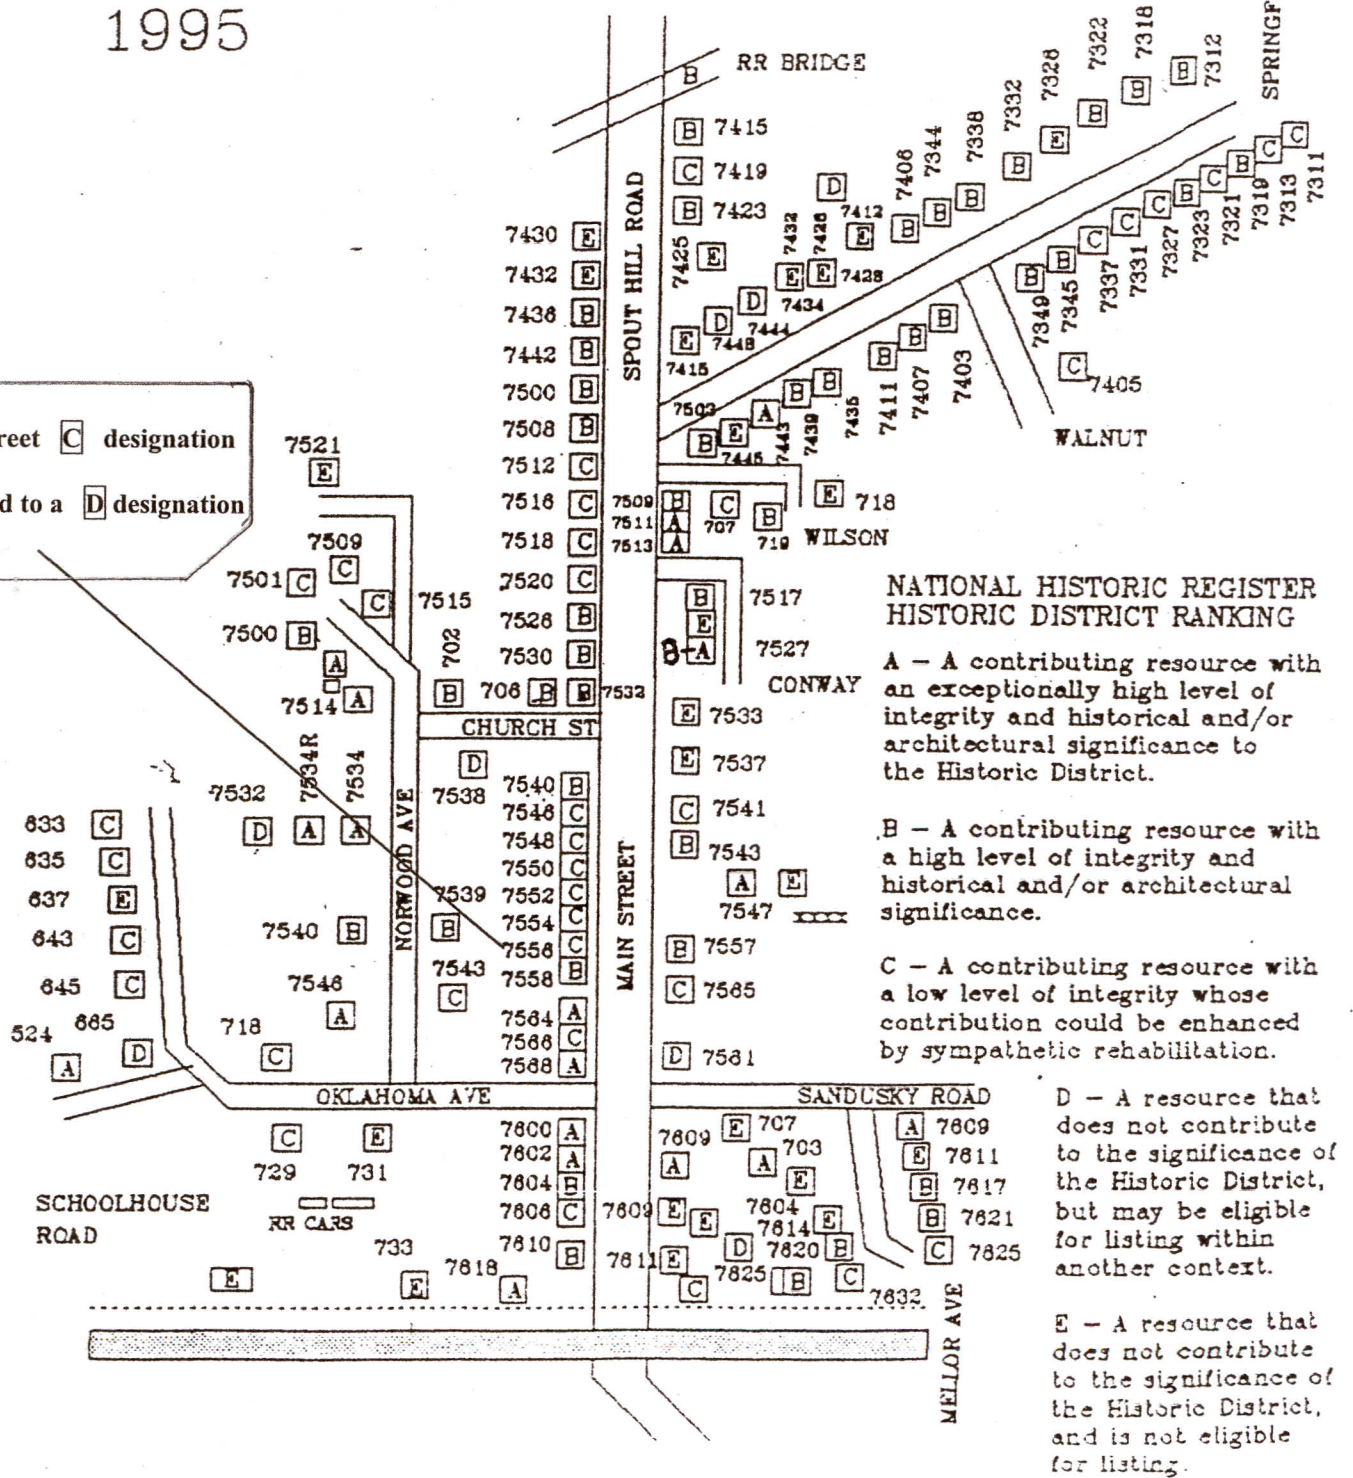 1995
RR BRIDGE
B
SPRINGF
7312
B
7318
B
7322
B
7328
E
7332
B
7338
B
7344
B
7406
B
7412
E
D
7426
7432
E
E
7428
7434
D
7444
D
7448
E
7415
B
7415
C
7419
B
7423
7425
E
SPOUT HILL ROAD
7430
E
7432
E
7436
B
7442
B
7500
B
7508
B
7512
C
7516
C
7518
C
7520
C
7526
B
7530
B
702
B
706
B
B
7532
C
7311
C
7313
B
7319
C
7321
B
7323
C
7327
C
7331
C
7337
B
7345
B
7349
C
7405
WALNUT
B
7403
B
7407
B
7411
B
7435
B
7439
A
7443
E
7445
7503
B
reet C designation
d to a D designation
7521
E
7509
C
7501
C
C
7515
7500
B
A
7514
A
7509
B
7511
A
7513
A
C
707
B
719
E
718
WILSON
B
7517
E
B-A
7527
CONWAY
CHURCH ST
E
7533
E
7537
C
7541
B
7543
A
E
7547
XXXX
B
7557
C
7565
D
7561
MAIN STREET
D
7538
7540
B
7546
C
7548
C
7550
C
7552
C
7554
C
7556
C
7558
B
7564
A
7566
C
7568
A
7532
D
7534R
A
7534
A
NORWOOD AVE
7540
B
7539
B
7543
C
7546
A
718
C
633
C
635
C
637
E
643
C
645
C
665
D
524
A
OKLAHOMA AVE
SANDUSKY ROAD
C
729
E
731
SCHOOLHOUSE
ROAD
RR CARS
E
733
E
7618
A
7600
A
7602
A
7604
B
7606
C
7610
B
7609
A
E
707
A
703
E
7604
7609
E
E
7614
E
7611
E
C
D
7620
B
7625
B
C
7632
A
7609
E
7611
B
7617
B
7621
C
7625
MELLOR AVE
NATIONAL HISTORIC REGISTER
HISTORIC DISTRICT RANKING
A – A contributing resource with
an exceptionally high level of
integrity and historical and/or
architectural significance to
the Historic District.
B – A contributing resource with
a high level of integrity and
historical and/or architectural
significance.
C – A contributing resource with
a low level of integrity whose
contribution could be enhanced
by sympathetic rehabilitation.
D – A resource that
does not contribute
to the significance of
the Historic District,
but may be eligible
for listing within
another context.
E – A resource that
does not contribute
to the significance of
the Historic District,
and is not eligible
for listing.